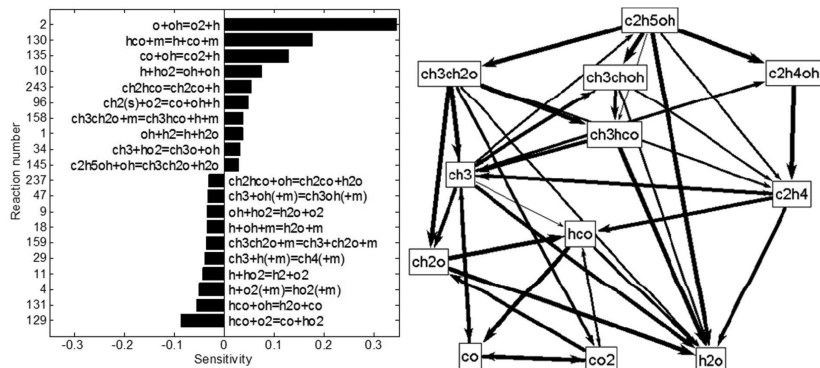 2 o+oh=o2+h
130 hco+m=h+co+m
135 co+oh=co2+h
10 h+ho2=oh+oh
243 ch2hco=ch2co+h
96 ch2(s)+o2=co+oh+h
158 ch3ch2o+m=ch3hco+h+m
1 oh+h2=h+h2o
34 ch3+ho2=ch3o+oh
145 c2h5oh+oh=ch3ch2o+h2o
237 ch2hco+oh=ch2co+h2o
47 ch3+oh(+m)=ch3oh(+m)
9 oh+ho2=h2o+o2
18 h+oh+m=h2o+m
159 ch3ch2o+m=ch3+ch2o+m
29 ch3+h(+m)=ch4(+m)
11 h+ho2=h2+o2
4 h+o2(+m)=ho2(+m)
131 hco+oh=h2o+co
129 hco+o2=co+ho2
Reaction number
-0.3 -0.2 -0.1 0 0.1 0.2 0.3
Sensitivity
c2h5oh
ch3ch2o
ch3choh
c2h4oh
ch3hco
ch3
c2h4
hco
ch2o
co
co2
h2o